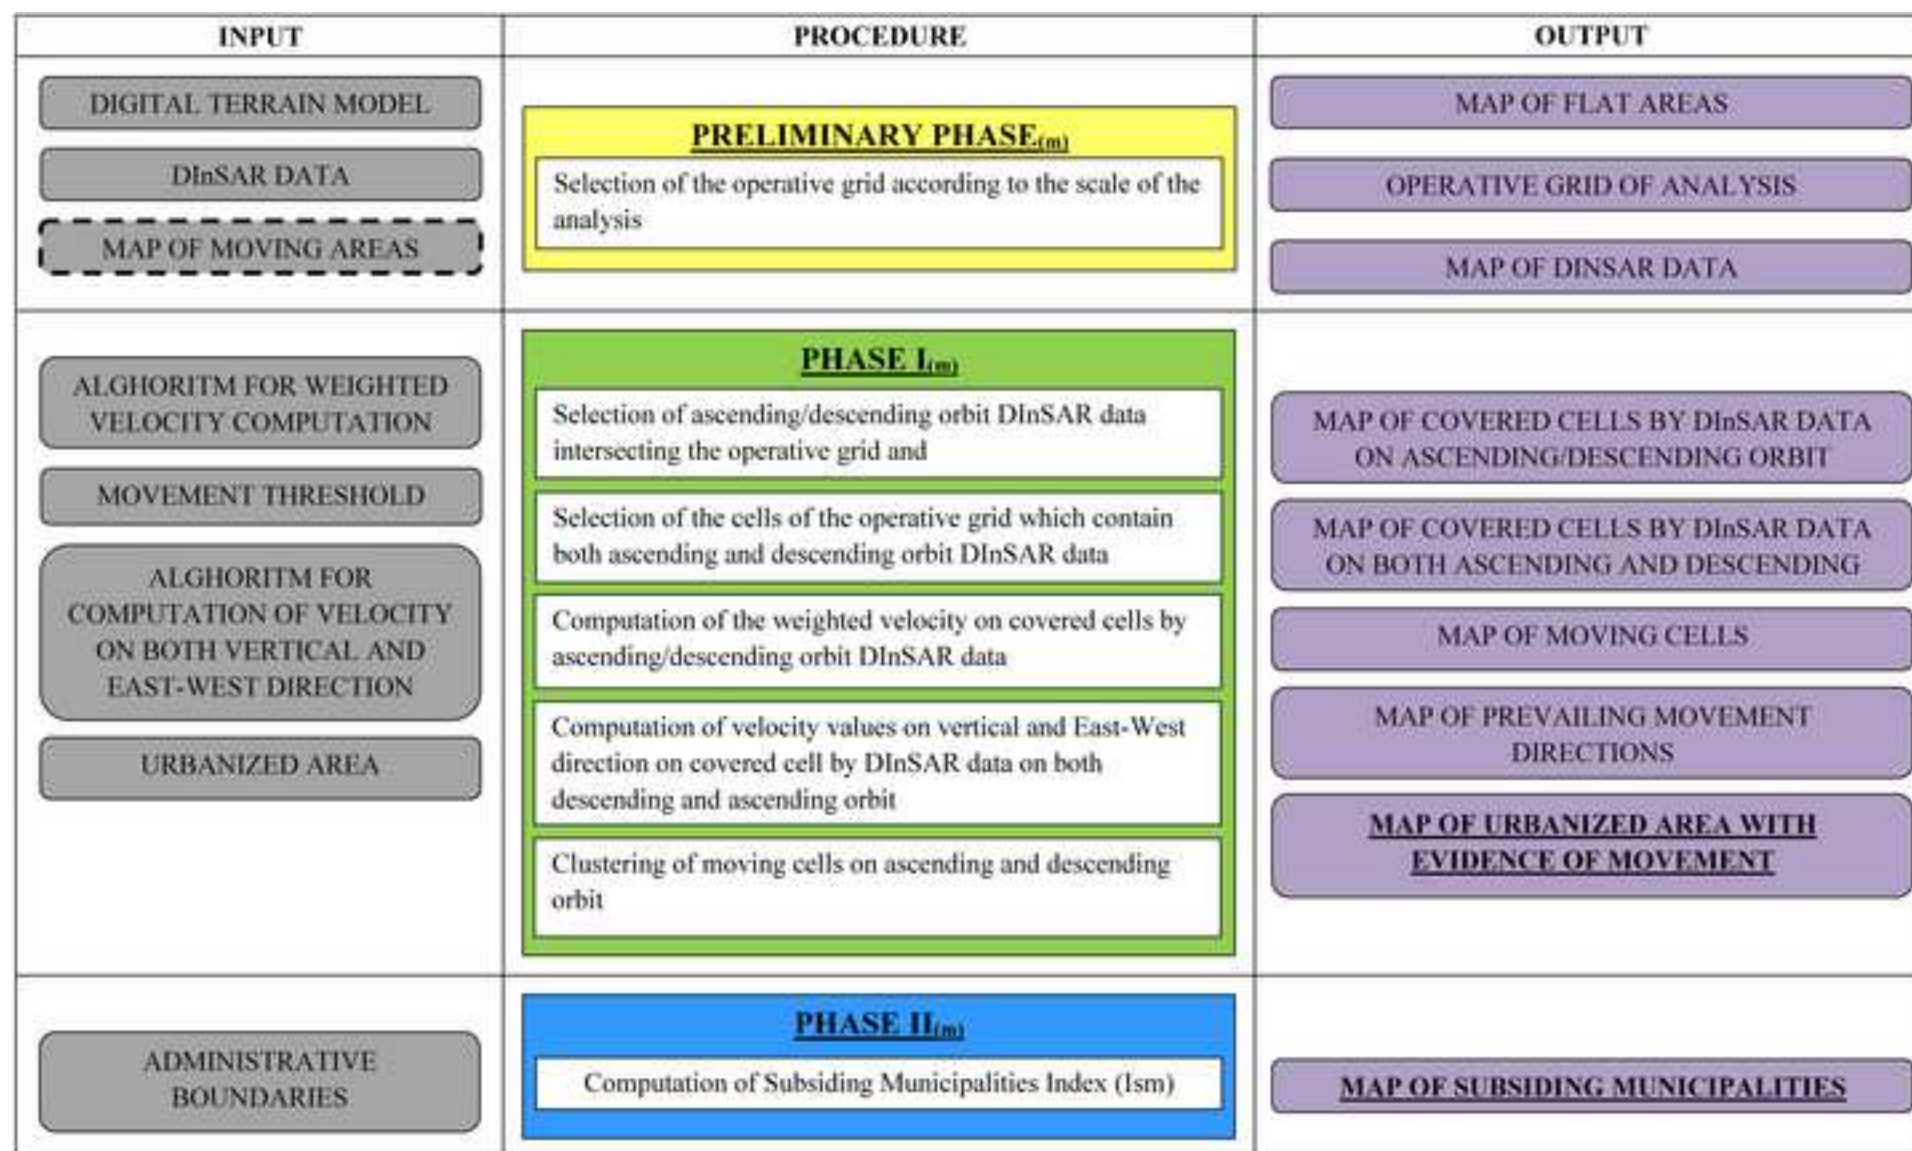 INPUT
PROCEDURE
OUTPUT
DIGITAL TERRAIN MODEL
DInSAR DATA
MAP OF MOVING AREAS
PRELIMINARY PHASE(m)
Selection of the operative grid according to the scale of the
analysis
MAP OF FLAT AREAS
OPERATIVE GRID OF ANALYSIS
MAP OF DINSAR DATA
ALGHORITM FOR WEIGHTED
VELOCITY COMPUTATION
MOVEMENT THRESHOLD
ALGHORITM FOR
COMPUTATION OF VELOCITY
ON BOTH VERTICAL AND
EAST-WEST DIRECTION
URBANIZED AREA
PHASE I(m)
Selection of ascending/descending orbit DInSAR data
intersecting the operative grid and
Selection of the cells of the operative grid which contain
both ascending and descending orbit DInSAR data
Computation of the weighted velocity on covered cells by
ascending/descending orbit DInSAR data
Computation of velocity values on vertical and East-West
direction on covered cell by DInSAR data on both
descending and ascending orbit
Clustering of moving cells on ascending and descending
orbit
MAP OF COVERED CELLS BY DInSAR DATA
ON ASCENDING/DESCENDING ORBIT
MAP OF COVERED CELLS BY DInSAR DATA
ON BOTH ASCENDING AND DESCENDING
MAP OF MOVING CELLS
MAP OF PREVAILING MOVEMENT
DIRECTIONS
MAP OF URBANIZED AREA WITH
EVIDENCE OF MOVEMENT
ADMINISTRATIVE
BOUNDARIES
PHASE II(m)
Computation of Subsiding Municipalities Index (Ism)
MAP OF SUBSIDING MUNICIPALITIES